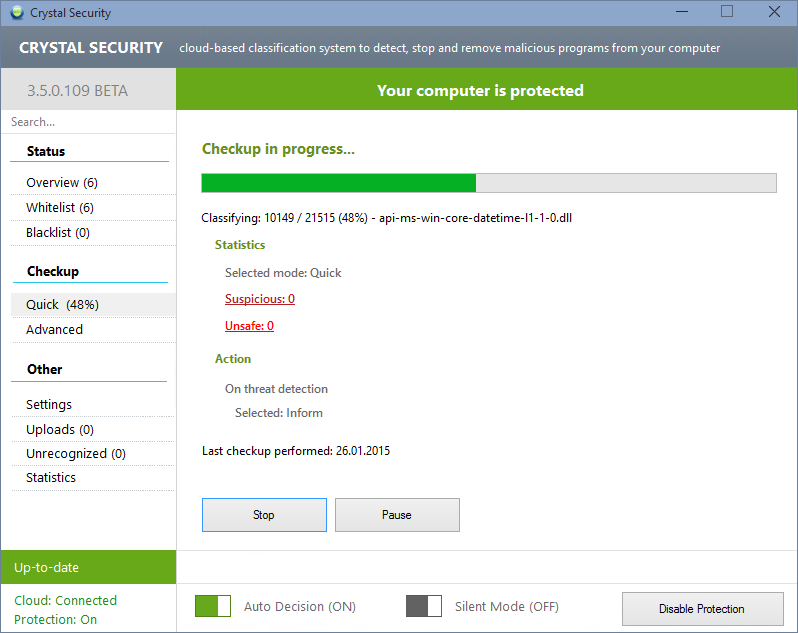 Crystal Security
CRYSTAL SECURITY cloud-based classification system to detect, stop and remove malicious programs from your computer
3.5.0.109 BETA
Your computer is protected
Search...
Status
Overview (6)
Whitelist (6)
Blacklist (0)
Checkup
Quick (48%)
Advanced
Other
Settings
Uploads (0)
Unrecognized (0)
Statistics
Checkup in progress...
Classifying: 10149 / 21515 (48%) - api-ms-win-core-datetime-l1-1-0.dll
Statistics
Selected mode: Quick
Suspicious: 0
Unsafe: 0
Action
On threat detection
Selected: Inform
Last checkup performed: 26.01.2015
Stop
Pause
Up-to-date
Cloud: Connected
Protection: On
Auto Decision (ON)
Silent Mode (OFF)
Disable Protection